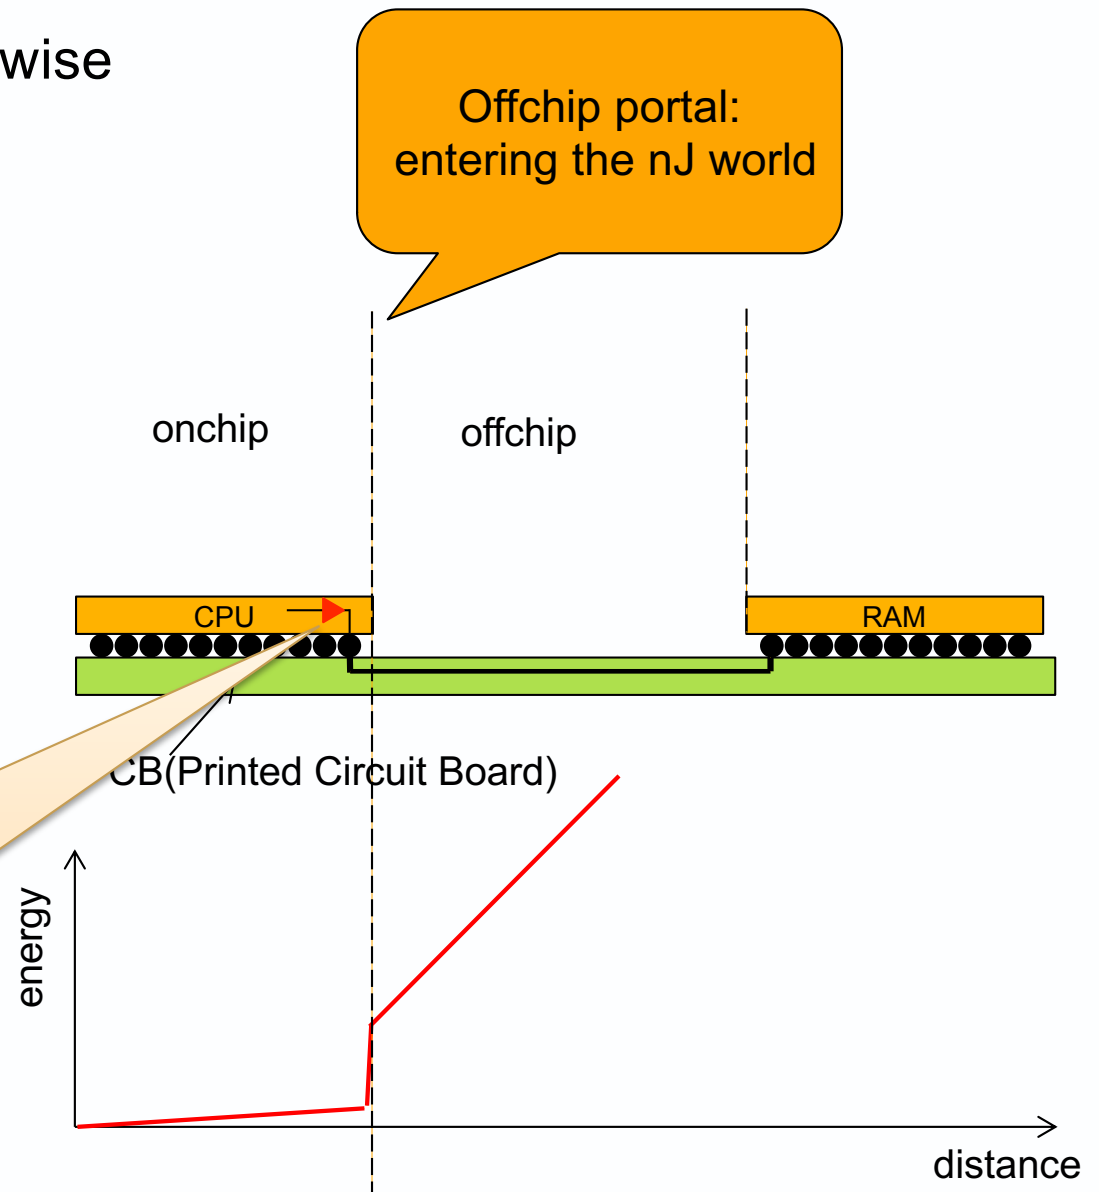 wise
Offchip portal:
entering the nJ world
onchip
offchip
CPU
RAM
CB(Printed Circuit Board)
energy
distance